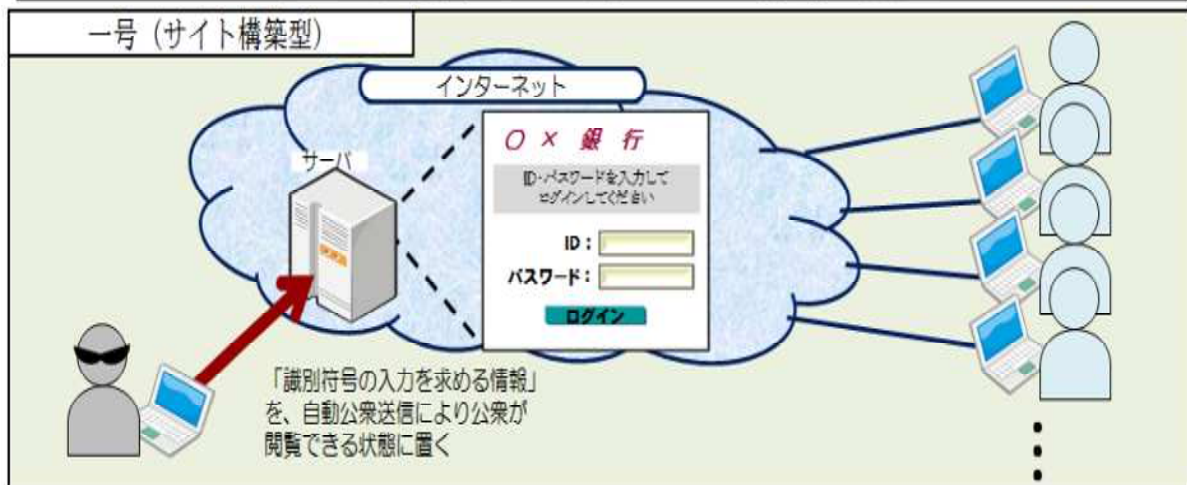 一号（サイト構築型）
インターネット
サーバ
○ × 銀 行
ID・パスワードを入力して
ログインしてください
ID：
パスワード：
ログイン
「識別符号の入力を求める情報」
を、自動公衆送信により公衆が
閲覧できる状態に置く